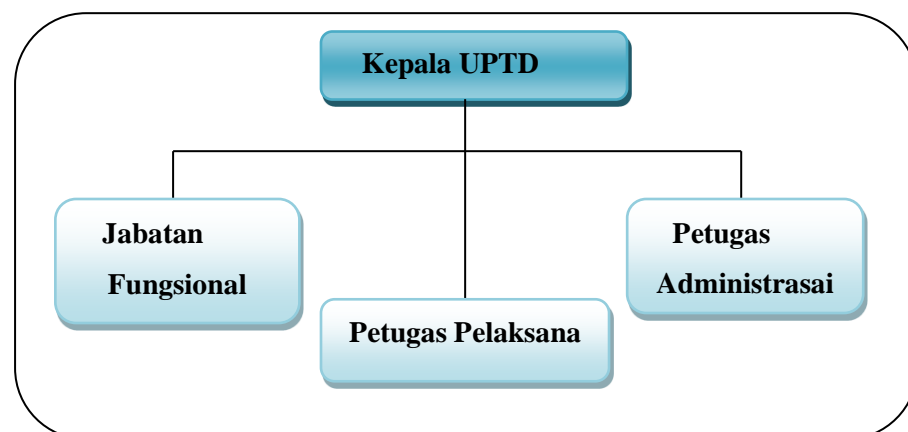 Kepala UPTD
Jabatan
Fungsional
Petugas
Administrasai
Petugas Pelaksana